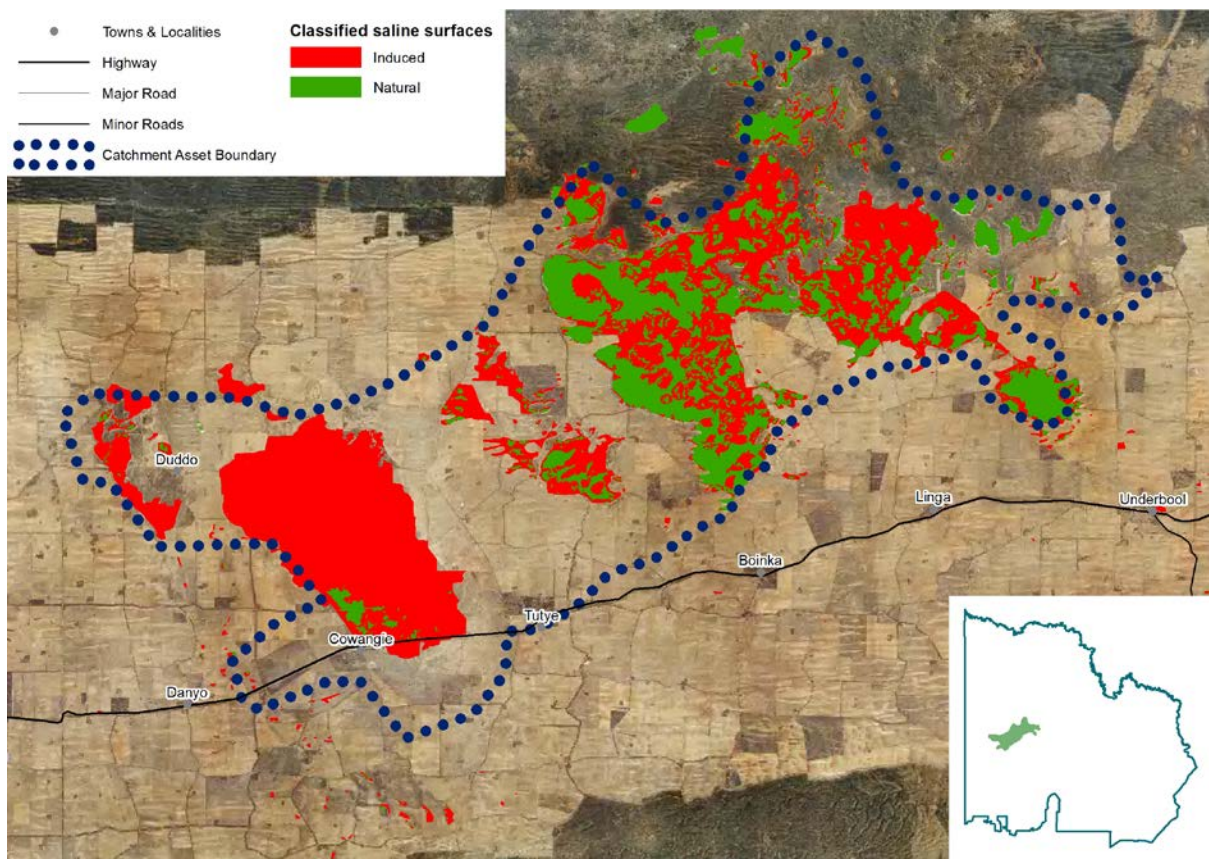 Towns & Localities
Highway
Major Road
Minor Roads
Catchment Asset Boundary
Classified saline surfaces
Induced
Natural
Duddo
Linga
Underbool
Boinka
Tutye
Cowangie
Danyo